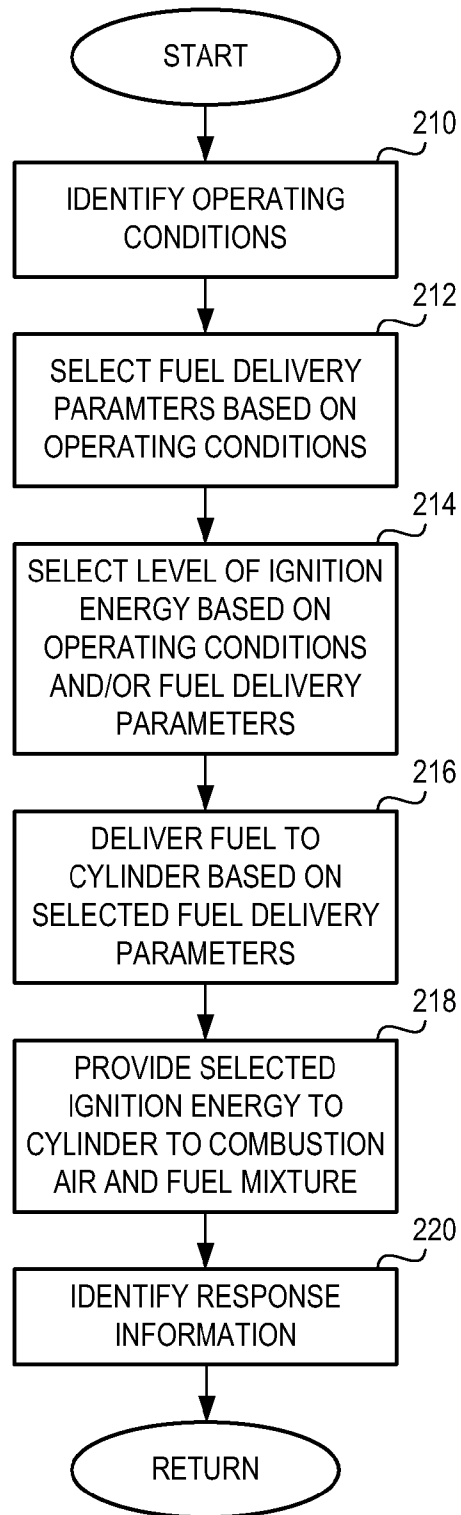 START
210
IDENTIFY OPERATING
CONDITIONS
212
SELECT FUEL DELIVERY
PARAMTERS BASED ON
OPERATING CONDITIONS
214
SELECT LEVEL OF IGNITION
ENERGY BASED ON
OPERATING CONDITIONS
AND/OR FUEL DELIVERY
PARAMETERS
216
DELIVER FUEL TO
CYLINDER BASED ON
SELECTED FUEL DELIVERY
PARAMETERS
218
PROVIDE SELECTED
IGNITION ENERGY TO
CYLINDER TO COMBUSTION
AIR AND FUEL MIXTURE
220
IDENTIFY RESPONSE
INFORMATION
RETURN